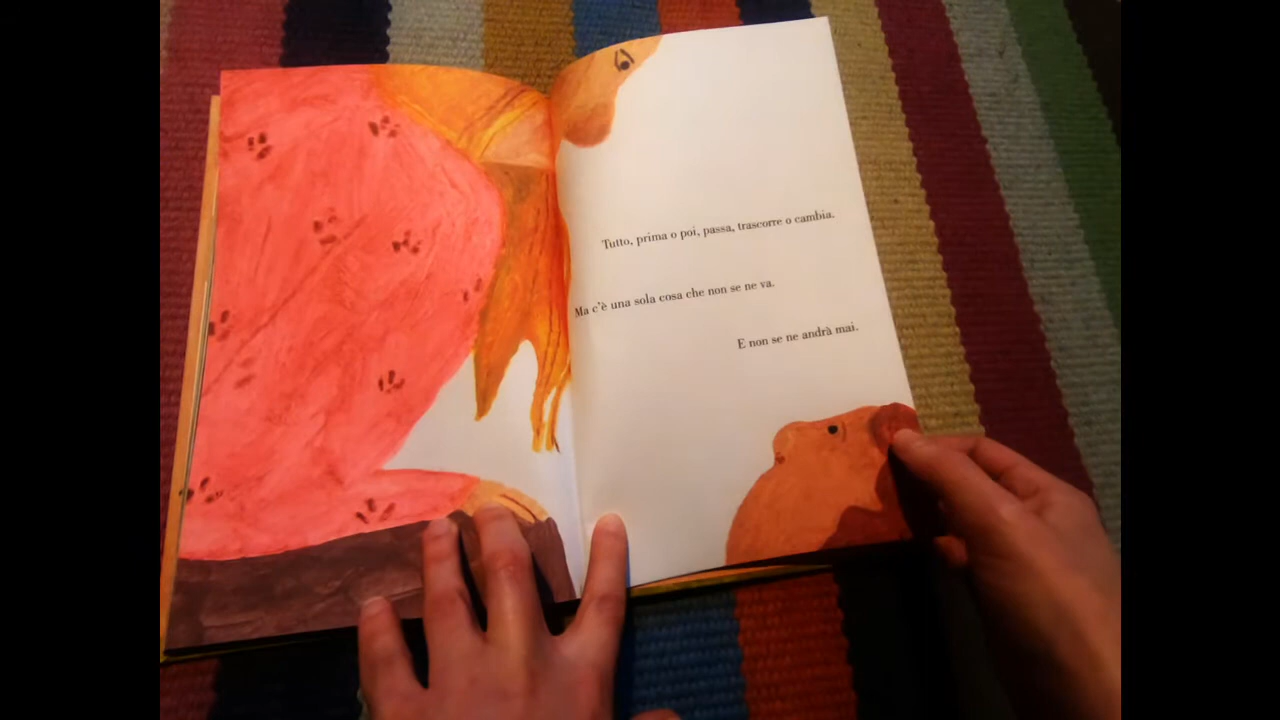 Tutto, prima o poi, passa, trascorre o cambia.
Ma c'è una sola cosa che non se ne va.
E non se ne andrà mai.